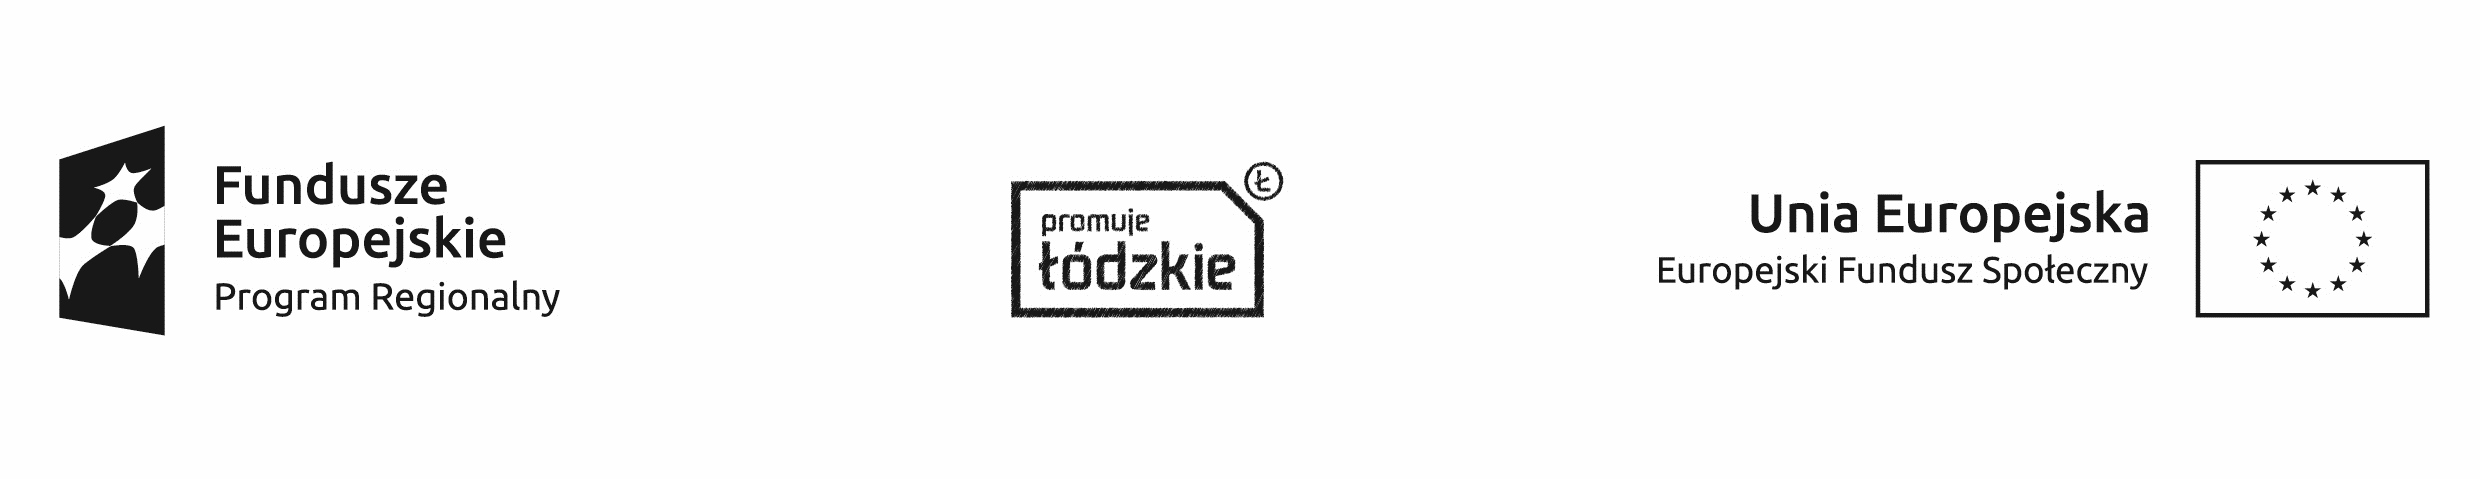 Fundusze
Europejskie
Program Regionalny
Ł
promuje
łódzkie
Unia Europejska
Europejski Fundusz Społeczny